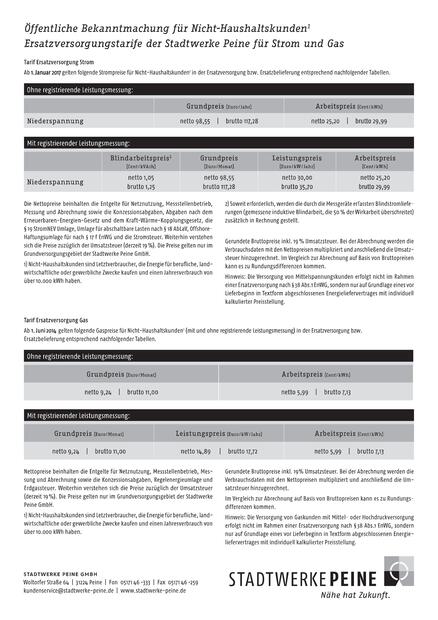 Öffentliche Bekanntmachung für Nicht-Haushaltskunden¹
Ersatzversorgungstarife der Stadtwerke Peine für Strom und Gas
Tarif Ersatzversorgung Strom
Ab 1. Januar 2017 gelten folgende Strompreise für Nicht-Haushaltskunden¹ in der Ersatzversorgung bzw. Ersatzbelieferung entsprechend nachfolgender Tabellen.
Ohne registrierende Leistungsmessung:
Grundpreis [Euro/Jahr] Arbeitspreis [Cent/kWh]
Niederspannung netto 98,55 | brutto 117,28 netto 25,20 | brutto 29,99
Mit registrierender Leistungsmessung:
Blindarbeitspreis² Grundpreis Leistungspreis Arbeitspreis
[Cent/kVArh] [Euro/Jahr] [Euro/kW/Jahr] [Cent/kWh]
Niederspannung
netto 1,05 netto 98,55 netto 30,00 netto 25,20
brutto 1,25 brutto 117,28 brutto 35,70 brutto 29,99
Die Nettopreise beinhalten die Entgelte für Netznutzung, Messstellenbetrieb,
Messung und Abrechnung sowie die Konzessionsabgaben, Abgaben nach dem
Erneuerbaren-Energien-Gesetz und dem Kraft-Wärme-Kopplungsgesetz, die
§ 19 StromNEV Umlage, Umlage für abschaltbare Lasten nach § 18 AbLaV, Offshore-
Haftungsumlage für nach § 17 f EnWG und die Stromsteuer. Weiterhin verstehen
sich die Preise zuzüglich der Umsatzsteuer (derzeit 19 %). Die Preise gelten nur im
Grundversorgungsgebiet der Stadtwerke Peine GmbH.
1) Nicht-Haushaltskunden sind Letztverbraucher, die Energie für berufliche, land-
wirtschaftliche oder gewerbliche Zwecke kaufen und einen Jahresverbrauch von
über 10.000 kWh haben.
2) Soweit erforderlich, werden die durch die Messgeräte erfassten Blindstromliefe-
rungen (gemessene induktive Blindarbeit, die 50 % der Wirkarbeit überschreitet)
zusätzlich in Rechnung gestellt.
Gerundete Bruttopreise inkl. 19 % Umsatzsteuer. Bei der Abrechnung werden die
Verbrauchsdaten mit den Nettopreisen multipliziert und anschließend die Umsatz-
steuer hinzugerechnet. Im Vergleich zur Abrechnung auf Basis von Bruttopreisen
kann es zu Rundungsdifferenzen kommen.
Hinweis: Die Versorgung von Mittelspannungskunden erfolgt nicht im Rahmen
einer Ersatzversorgung nach § 38 Abs.1 EnWG, sondern nur auf Grundlage eines vor
Lieferbeginn in Textform abgeschlossenen Energieliefervertrages mit individuell
kalkulierter Preisstellung.
Tarif Ersatzversorgung Gas
Ab 1. Juni 2014 gelten folgende Gaspreise für Nicht-Haushaltskunden¹ (mit und ohne registrierende Leistungsmessung) in der Ersatzversorgung bzw.
Ersatzbelieferung entsprechend nachfolgender Tabellen.
Ohne registrierende Leistungsmessung:
Grundpreis [Euro/Monat] Arbeitspreis [Cent/kWh]
netto 9,24 | brutto 11,00 netto 5,99 | brutto 7,13
Mit registrierender Leistungsmessung:
Grundpreis [Euro/Monat] Leistungspreis [Euro/kW/Jahr] Arbeitspreis [Cent/kWh]
netto 9,24 | brutto 11,00 netto 14,89 | brutto 17,72 netto 5,99 | brutto 7,13
Nettopreise beinhalten die Entgelte für Netznutzung, Messstellenbetrieb, Mes-
sung und Abrechnung sowie die Konzessionsabgaben, Regelenergieumlage und
Erdgassteuer. Weiterhin verstehen sich die Preise zuzüglich der Umsatzsteuer
(derzeit 19 %). Die Preise gelten nur im Grundversorgungsgebiet der Stadtwerke
Peine GmbH.
1) Nicht-Haushaltskunden sind Letztverbraucher, die Energie für berufliche, land-
wirtschaftliche oder gewerbliche Zwecke kaufen und einen Jahresverbrauch von
über 10.000 kWh haben.
Gerundete Bruttopreise inkl. 19 % Umsatzsteuer. Bei der Abrechnung werden die
Verbrauchsdaten mit den Nettopreisen multipliziert und anschließend die Um-
satzsteuer hinzugerechnet.
Im Vergleich zur Abrechnung auf Basis von Bruttopreisen kann es zu Rundungs-
differenzen kommen.
Hinweis: Die Versorgung von Gaskunden mit Mittel- oder Hochdruckversorgung
erfolgt nicht im Rahmen einer Ersatzversorgung nach § 38 Abs.1 EnWG, sondern
nur auf Grundlage eines vor Lieferbeginn in Textform abgeschlossenen Energie-
liefervertrages mit individuell kalkulierter Preisstellung.
STADTWERKE PEINE GMBH
Woltorfer Straße 64 | 31224 Peine | Fon 05171 46-333 | Fax 05171 46-259
kundenservice@stadtwerke-peine.de | www.stadtwerke-peine.de
STADTWERKE PEINE
Nähe hat Zukunft.